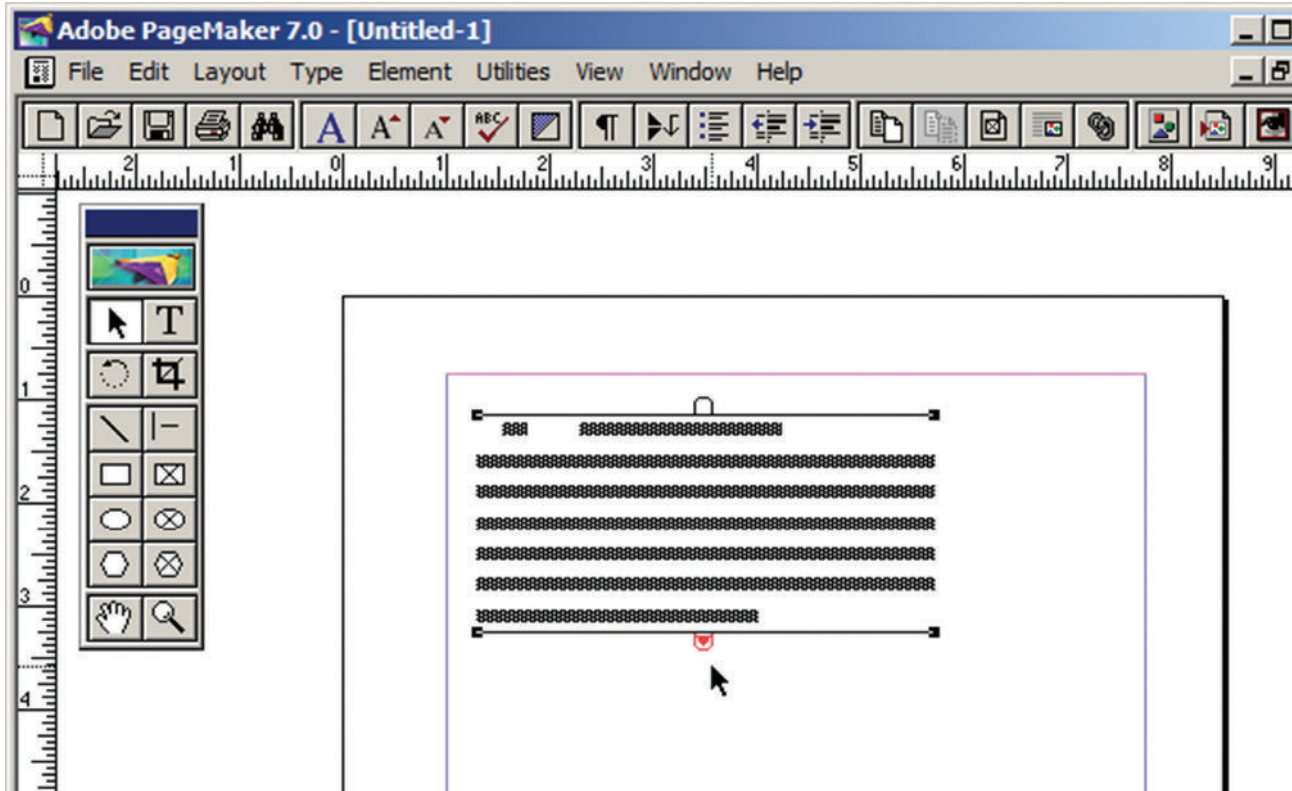 Adobe PageMaker 7.0 - [Untitled-1]
File Edit Layout Type Element Utilities View Window Help
A A A ABC ¶
2 1 0 1 2 3 4 5 6 7 8 9
T
0
1
2
3
4